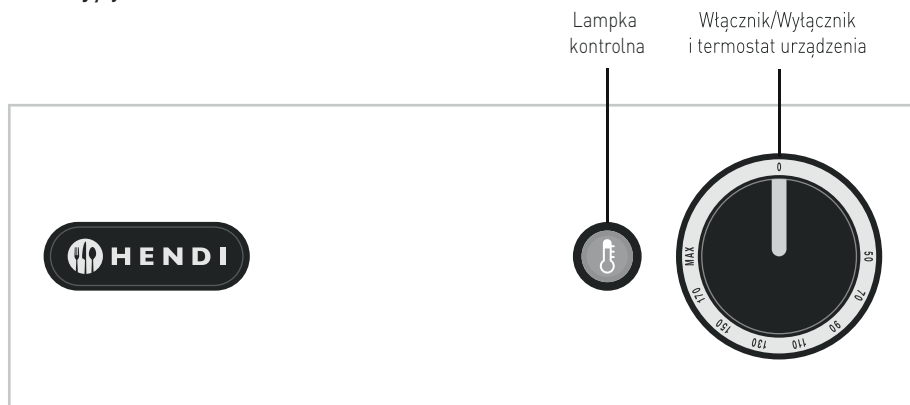 Lampka
kontrolna
Włącznik/Wyłącznik
i termostat urządzenia
HENDI
0
50
70
90
110
130
150
170
MAX